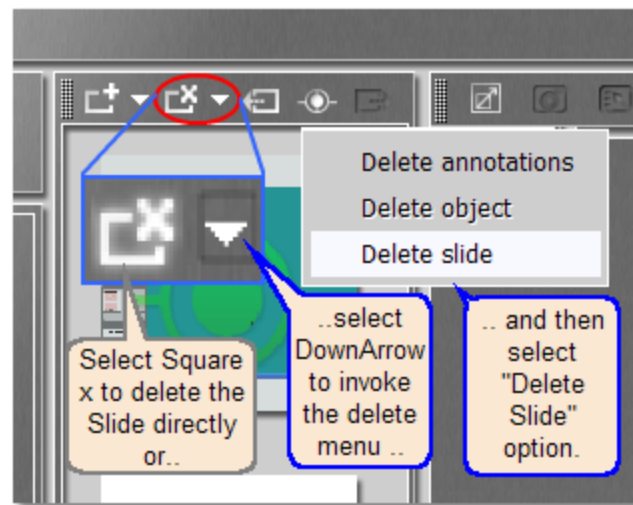 Delete annotations
Delete object
Delete slide
Select Square
x to delete the
Slide directly
or..
..select
DownArrow
to invoke
the delete
menu ..
.. and then
select
"Delete
Slide"
option.